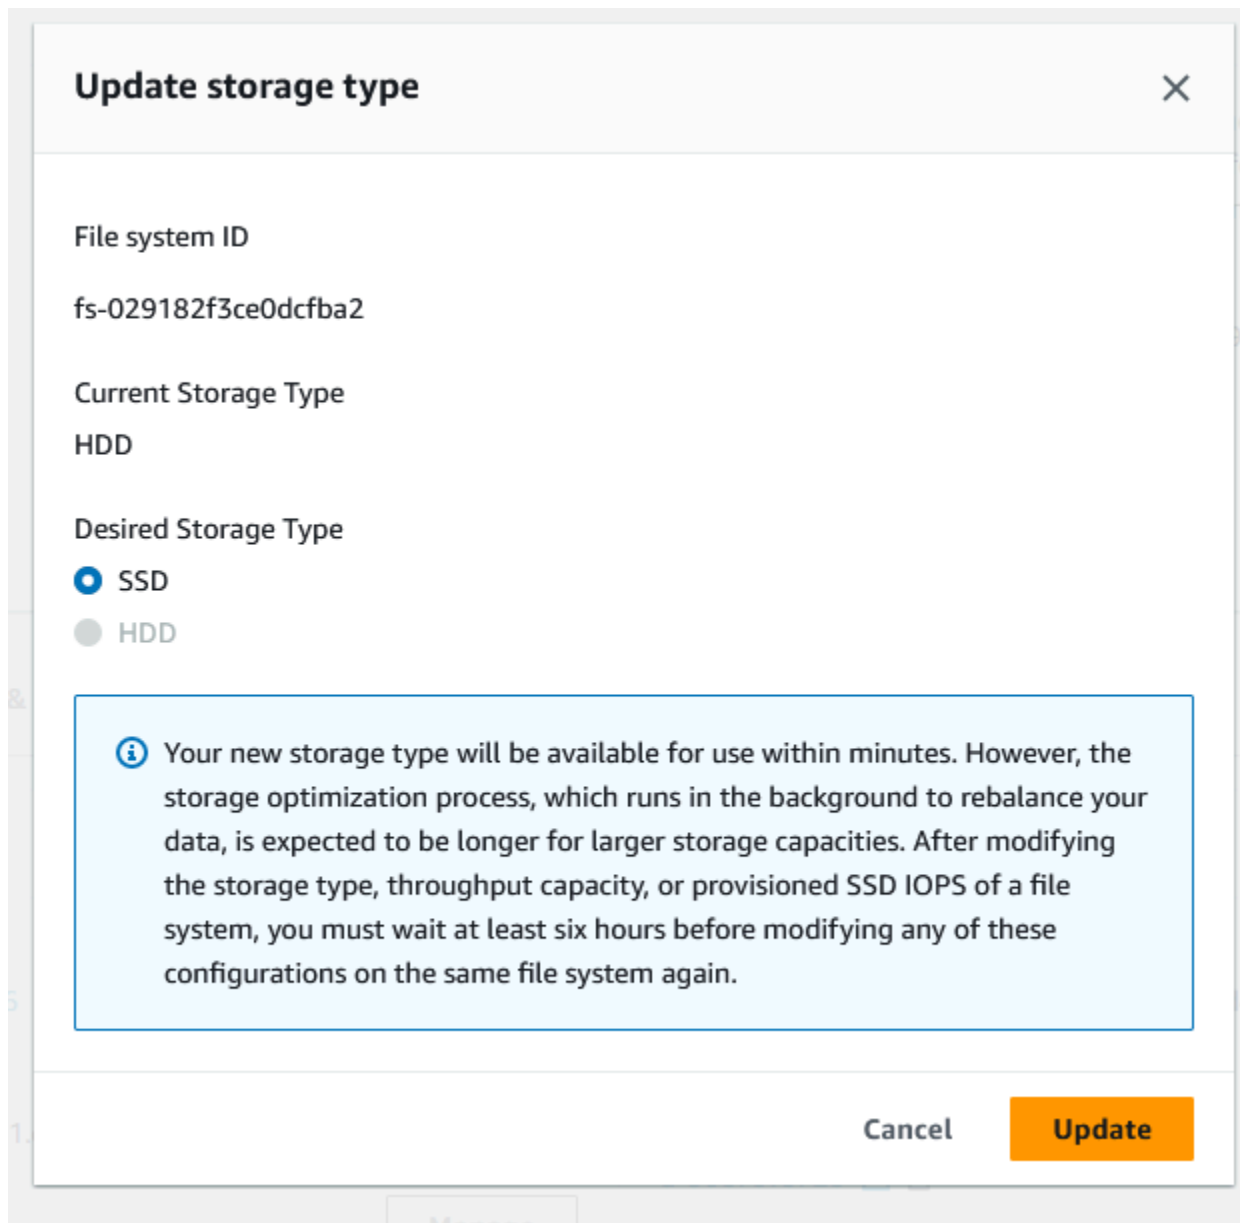 Update storage type
File system ID
fs-029182f3ce0dcfba2
Current Storage Type
HDD
Desired Storage Type
SSD
HDD
Your new storage type will be available for use within minutes. However, the
storage optimization process, which runs in the background to rebalance your
data, is expected to be longer for larger storage capacities. After modifying
the storage type, throughput capacity, or provisioned SSD IOPS of a file
system, you must wait at least six hours before modifying any of these
configurations on the same file system again.
Cancel
Update